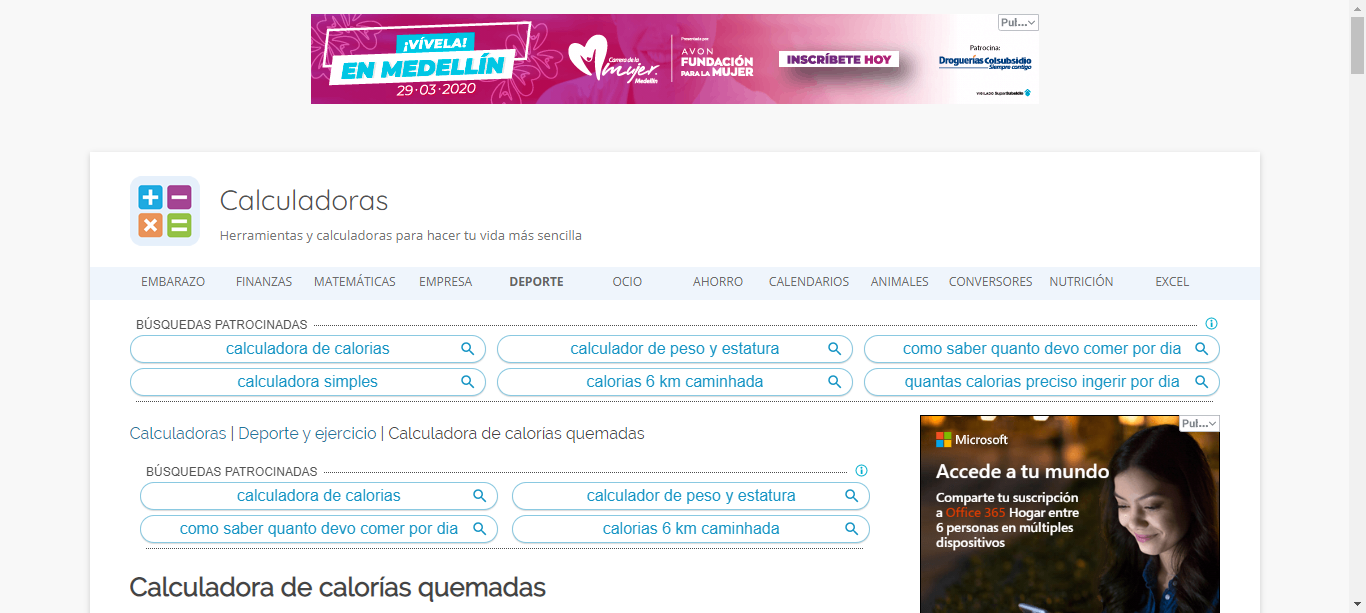 ¡VÍVELA!
EN MEDELLÍN
29·03·2020
Carrera de la
mujer.
Medellín
Presentada por:
AVON
FUNDACIÓN
PARA LA MUJER
INSCRÍBETE HOY
Patrocina:
Droguerías Colsubsidio
Siempre contigo
VIGILADO SuperSubsidio
Pul...
Calculadoras
Herramientas y calculadoras para hacer tu vida más sencilla
EMBARAZO FINANZAS MATEMÁTICAS EMPRESA DEPORTE OCIO AHORRO CALENDARIOS ANIMALES CONVERSORES NUTRICIÓN EXCEL
BÚSQUEDAS PATROCINADAS
calculadora de calorias calculador de peso y estatura como saber quanto devo comer por dia
calculadora simples calorias 6 km caminhada quantas calorias preciso ingerir por dia
Calculadoras | Deporte y ejercicio | Calculadora de calorías quemadas
BÚSQUEDAS PATROCINADAS
calculadora de calorias calculador de peso y estatura
como saber quanto devo comer por dia calorias 6 km caminhada
Calculadora de calorías quemadas
Pul...
Microsoft
Accede a tu mundo
Comparte tu suscripción
a Office 365 Hogar entre
6 personas en múltiples
dispositivos